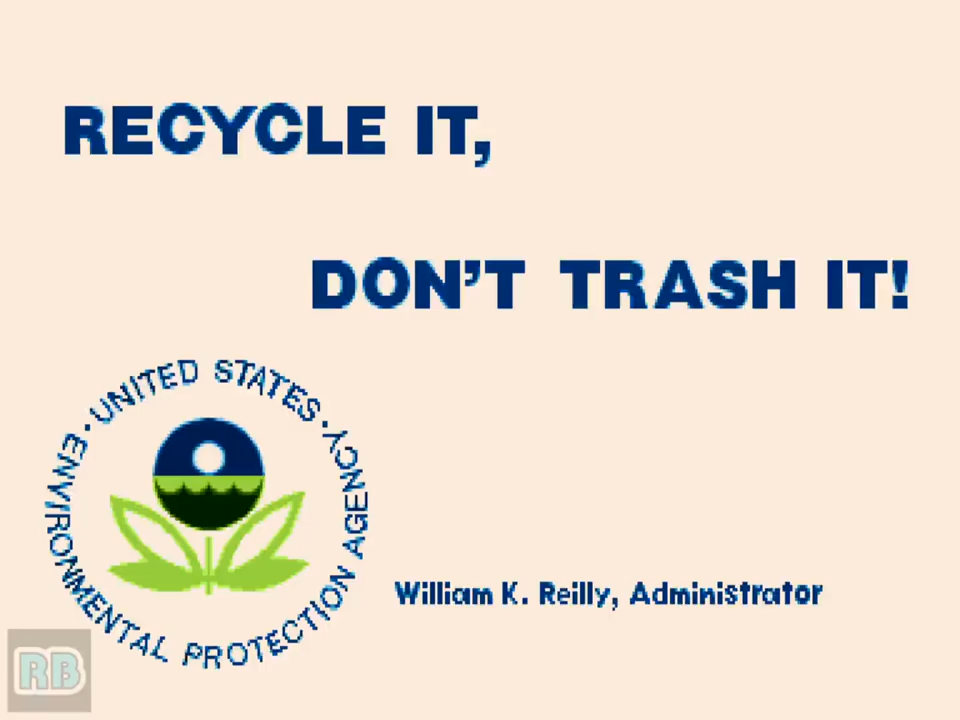 RECYCLE IT,
DON'T TRASH IT!
· UNITED STATES ·
ENVIRONMENTAL PROTECTION AGENCY
William K. Reilly, Administrator
RB